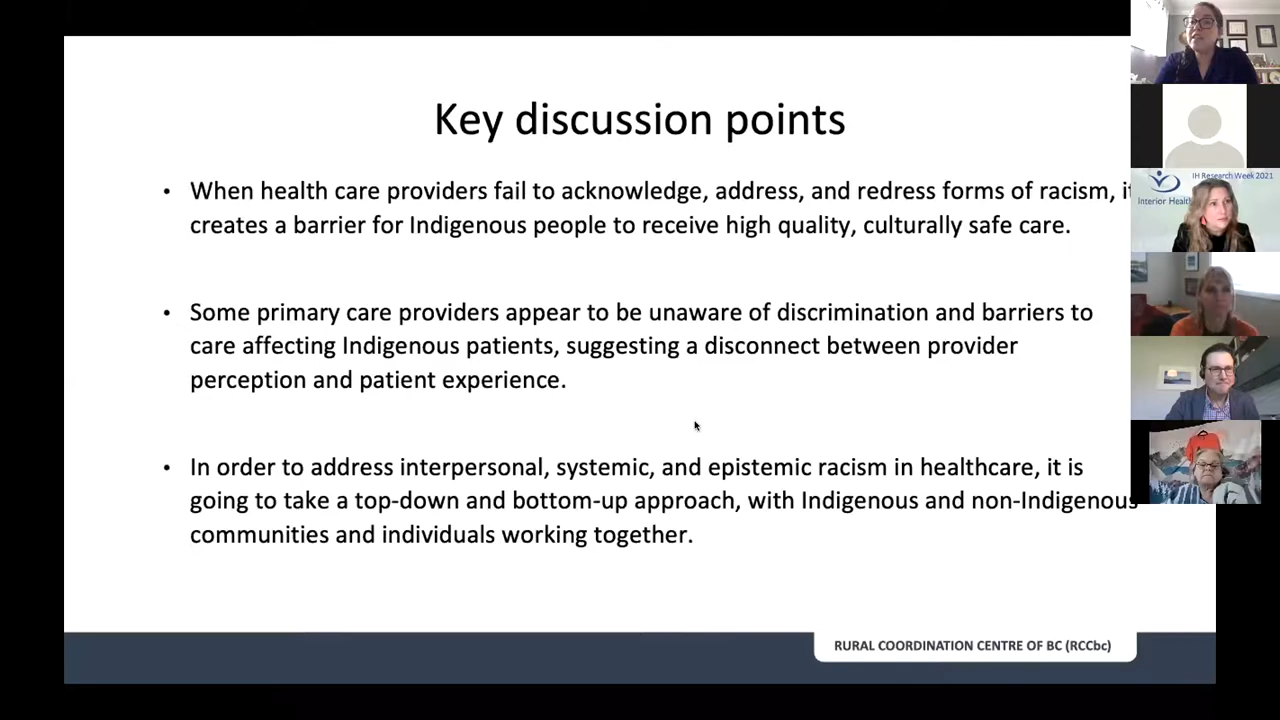 Key discussion points
• When health care providers fail to acknowledge, address, and redress forms of racism, it
creates a barrier for Indigenous people to receive high quality, culturally safe care.
• Some primary care providers appear to be unaware of discrimination and barriers to
care affecting Indigenous patients, suggesting a disconnect between provider
perception and patient experience.
• In order to address interpersonal, systemic, and epistemic racism in healthcare, it is
going to take a top-down and bottom-up approach, with Indigenous and non-Indigenous
communities and individuals working together.
RURAL COORDINATION CENTRE OF BC (RCCbc)
IH Research Week 2021
Interior Health